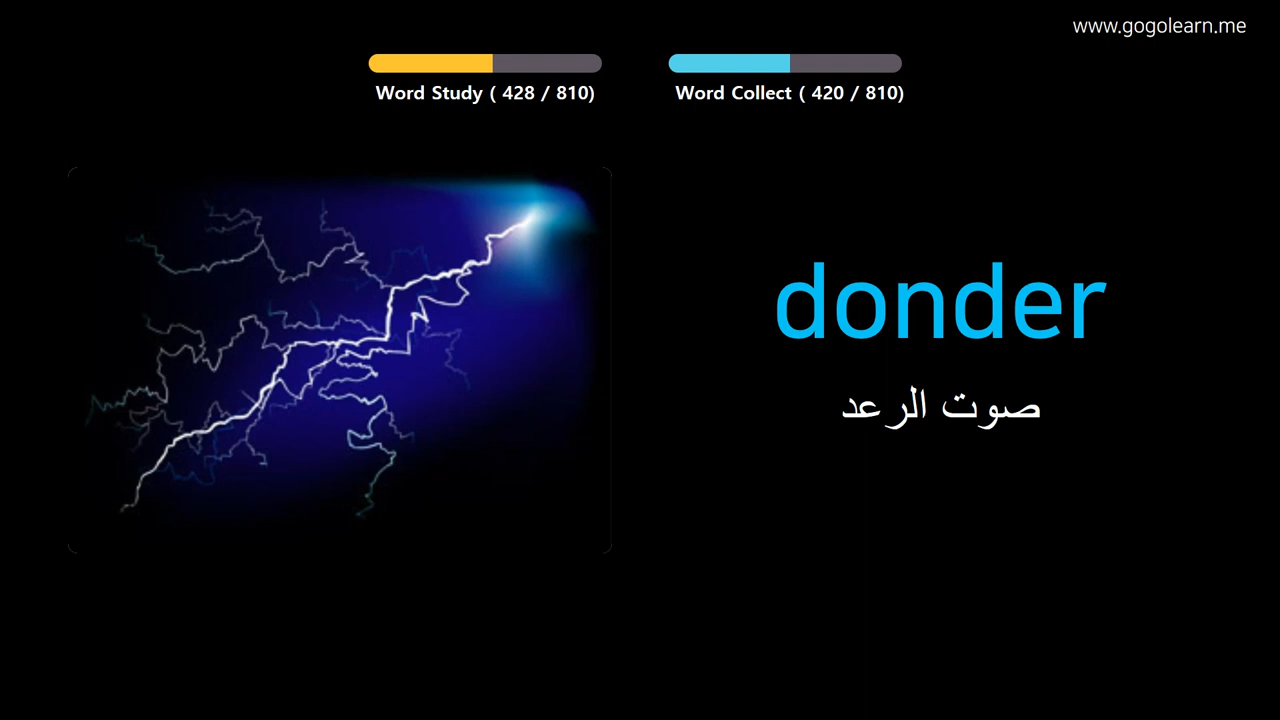 www.gogolearn.me
Word Study ( 428 / 810)
Word Collect ( 420 / 810)
donder
صوت الرعد